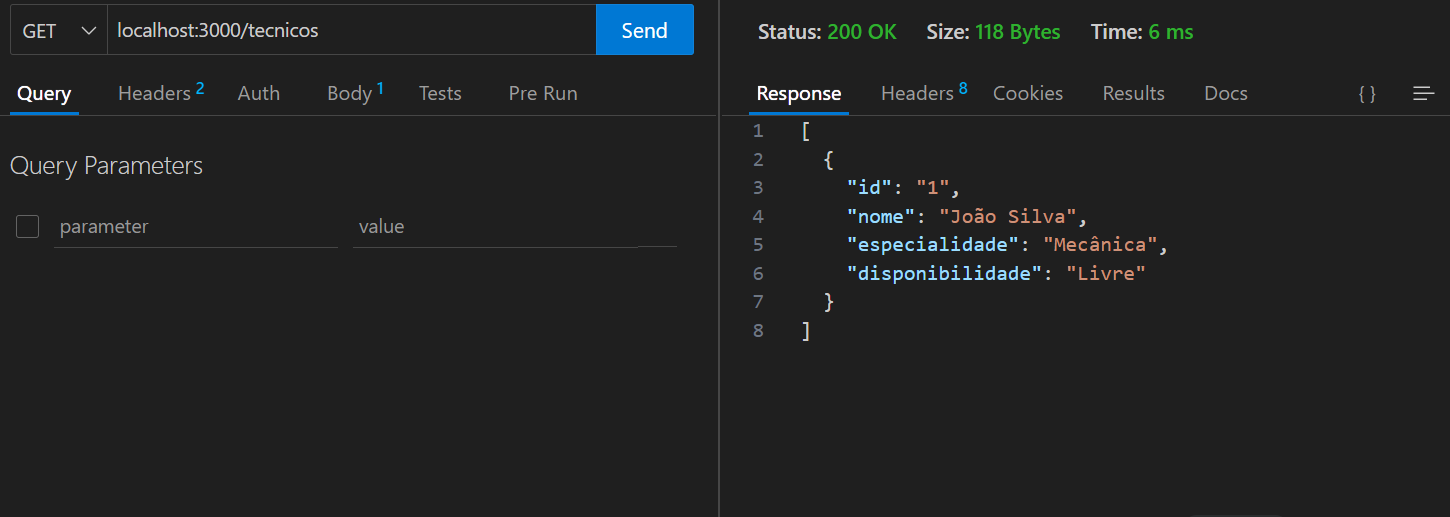 GET localhost:3000/tecnicos Send
Query Headers 2 Auth Body 1 Tests Pre Run
Query Parameters
parameter value
Status: 200 OK Size: 118 Bytes Time: 6 ms
Response Headers 8 Cookies Results Docs { }
1 [
2 {
3 "id": "1",
4 "nome": "João Silva",
5 "especialidade": "Mecânica",
6 "disponibilidade": "Livre"
7 }
8 ]